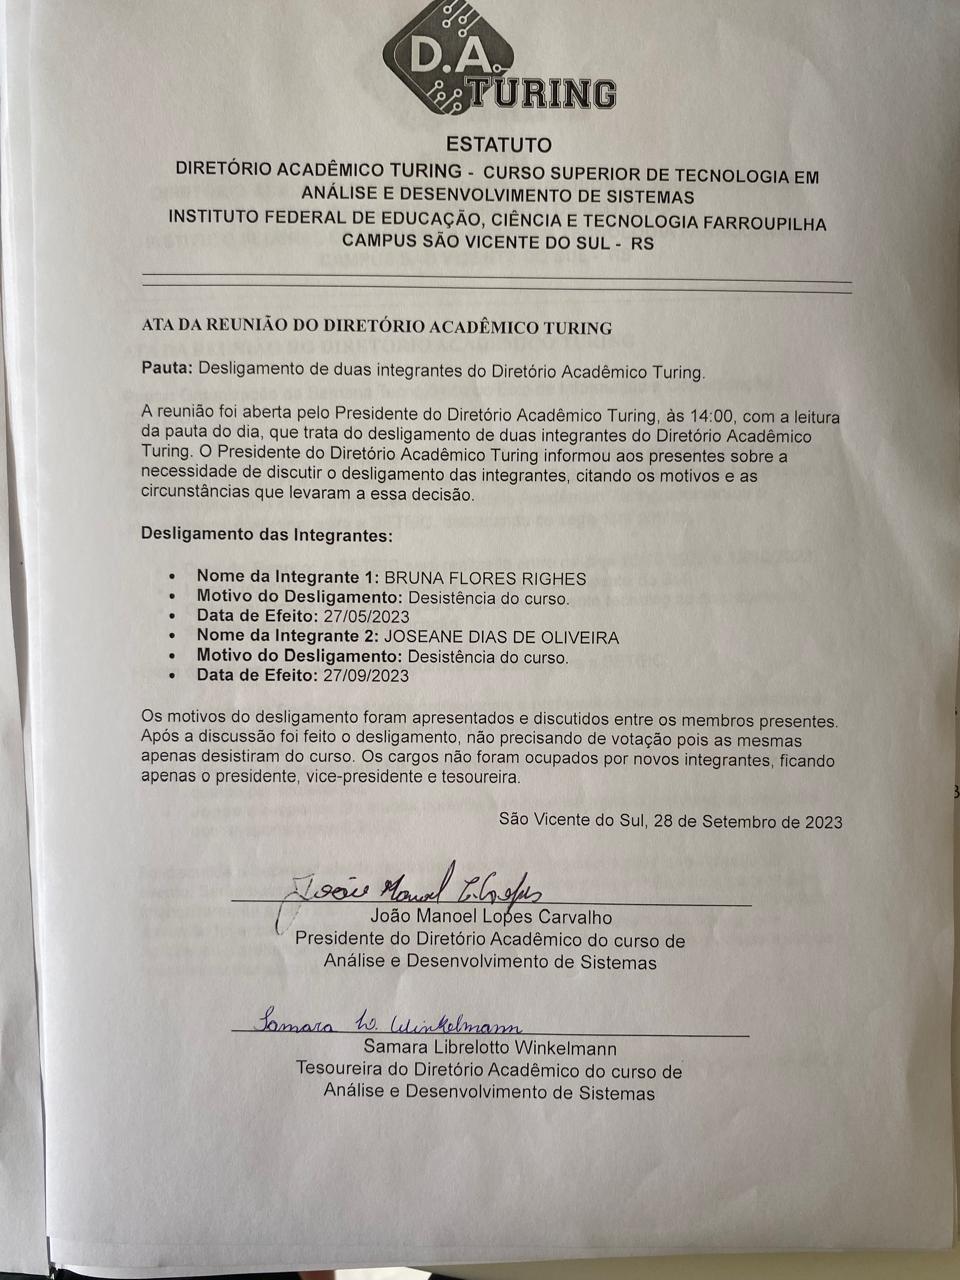 D.A.
TURING
ESTATUTO
DIRETÓRIO ACADÊMICO TURING - CURSO SUPERIOR DE TECNOLOGIA EM
ANÁLISE E DESENVOLVIMENTO DE SISTEMAS
INSTITUTO FEDERAL DE EDUCAÇÃO, CIÊNCIA E TECNOLOGIA FARROUPILHA
CAMPUS SÃO VICENTE DO SUL - RS
ATA DA REUNIÃO DO DIRETÓRIO ACADÊMICO TURING
Pauta: Desligamento de duas integrantes do Diretório Acadêmico Turing.
A reunião foi aberta pelo Presidente do Diretório Acadêmico Turing, às 14:00, com a leitura
da pauta do dia, que trata do desligamento de duas integrantes do Diretório Acadêmico
Turing. O Presidente do Diretório Acadêmico Turing informou aos presentes sobre a
necessidade de discutir o desligamento das integrantes, citando os motivos e as
circunstâncias que levaram a essa decisão.
Desligamento das Integrantes:
• Nome da Integrante 1: BRUNA FLORES RIGHES
• Motivo do Desligamento: Desistência do curso.
• Data de Efeito: 27/05/2023
• Nome da Integrante 2: JOSEANE DIAS DE OLIVEIRA
• Motivo do Desligamento: Desistência do curso.
• Data de Efeito: 27/09/2023
Os motivos do desligamento foram apresentados e discutidos entre os membros presentes.
Após a discussão foi feito o desligamento, não precisando de votação pois as mesmas
apenas desistiram do curso. Os cargos não foram ocupados por novos integrantes, ficando
apenas o presidente, vice-presidente e tesoureira.
São Vicente do Sul, 28 de Setembro de 2023
João Manoel
João Manoel Lopes Carvalho
Presidente do Diretório Acadêmico do curso de
Análise e Desenvolvimento de Sistemas
Samara W. Winkelmann
Samara Librelotto Winkelmann
Tesoureira do Diretório Acadêmico do curso de
Análise e Desenvolvimento de Sistemas